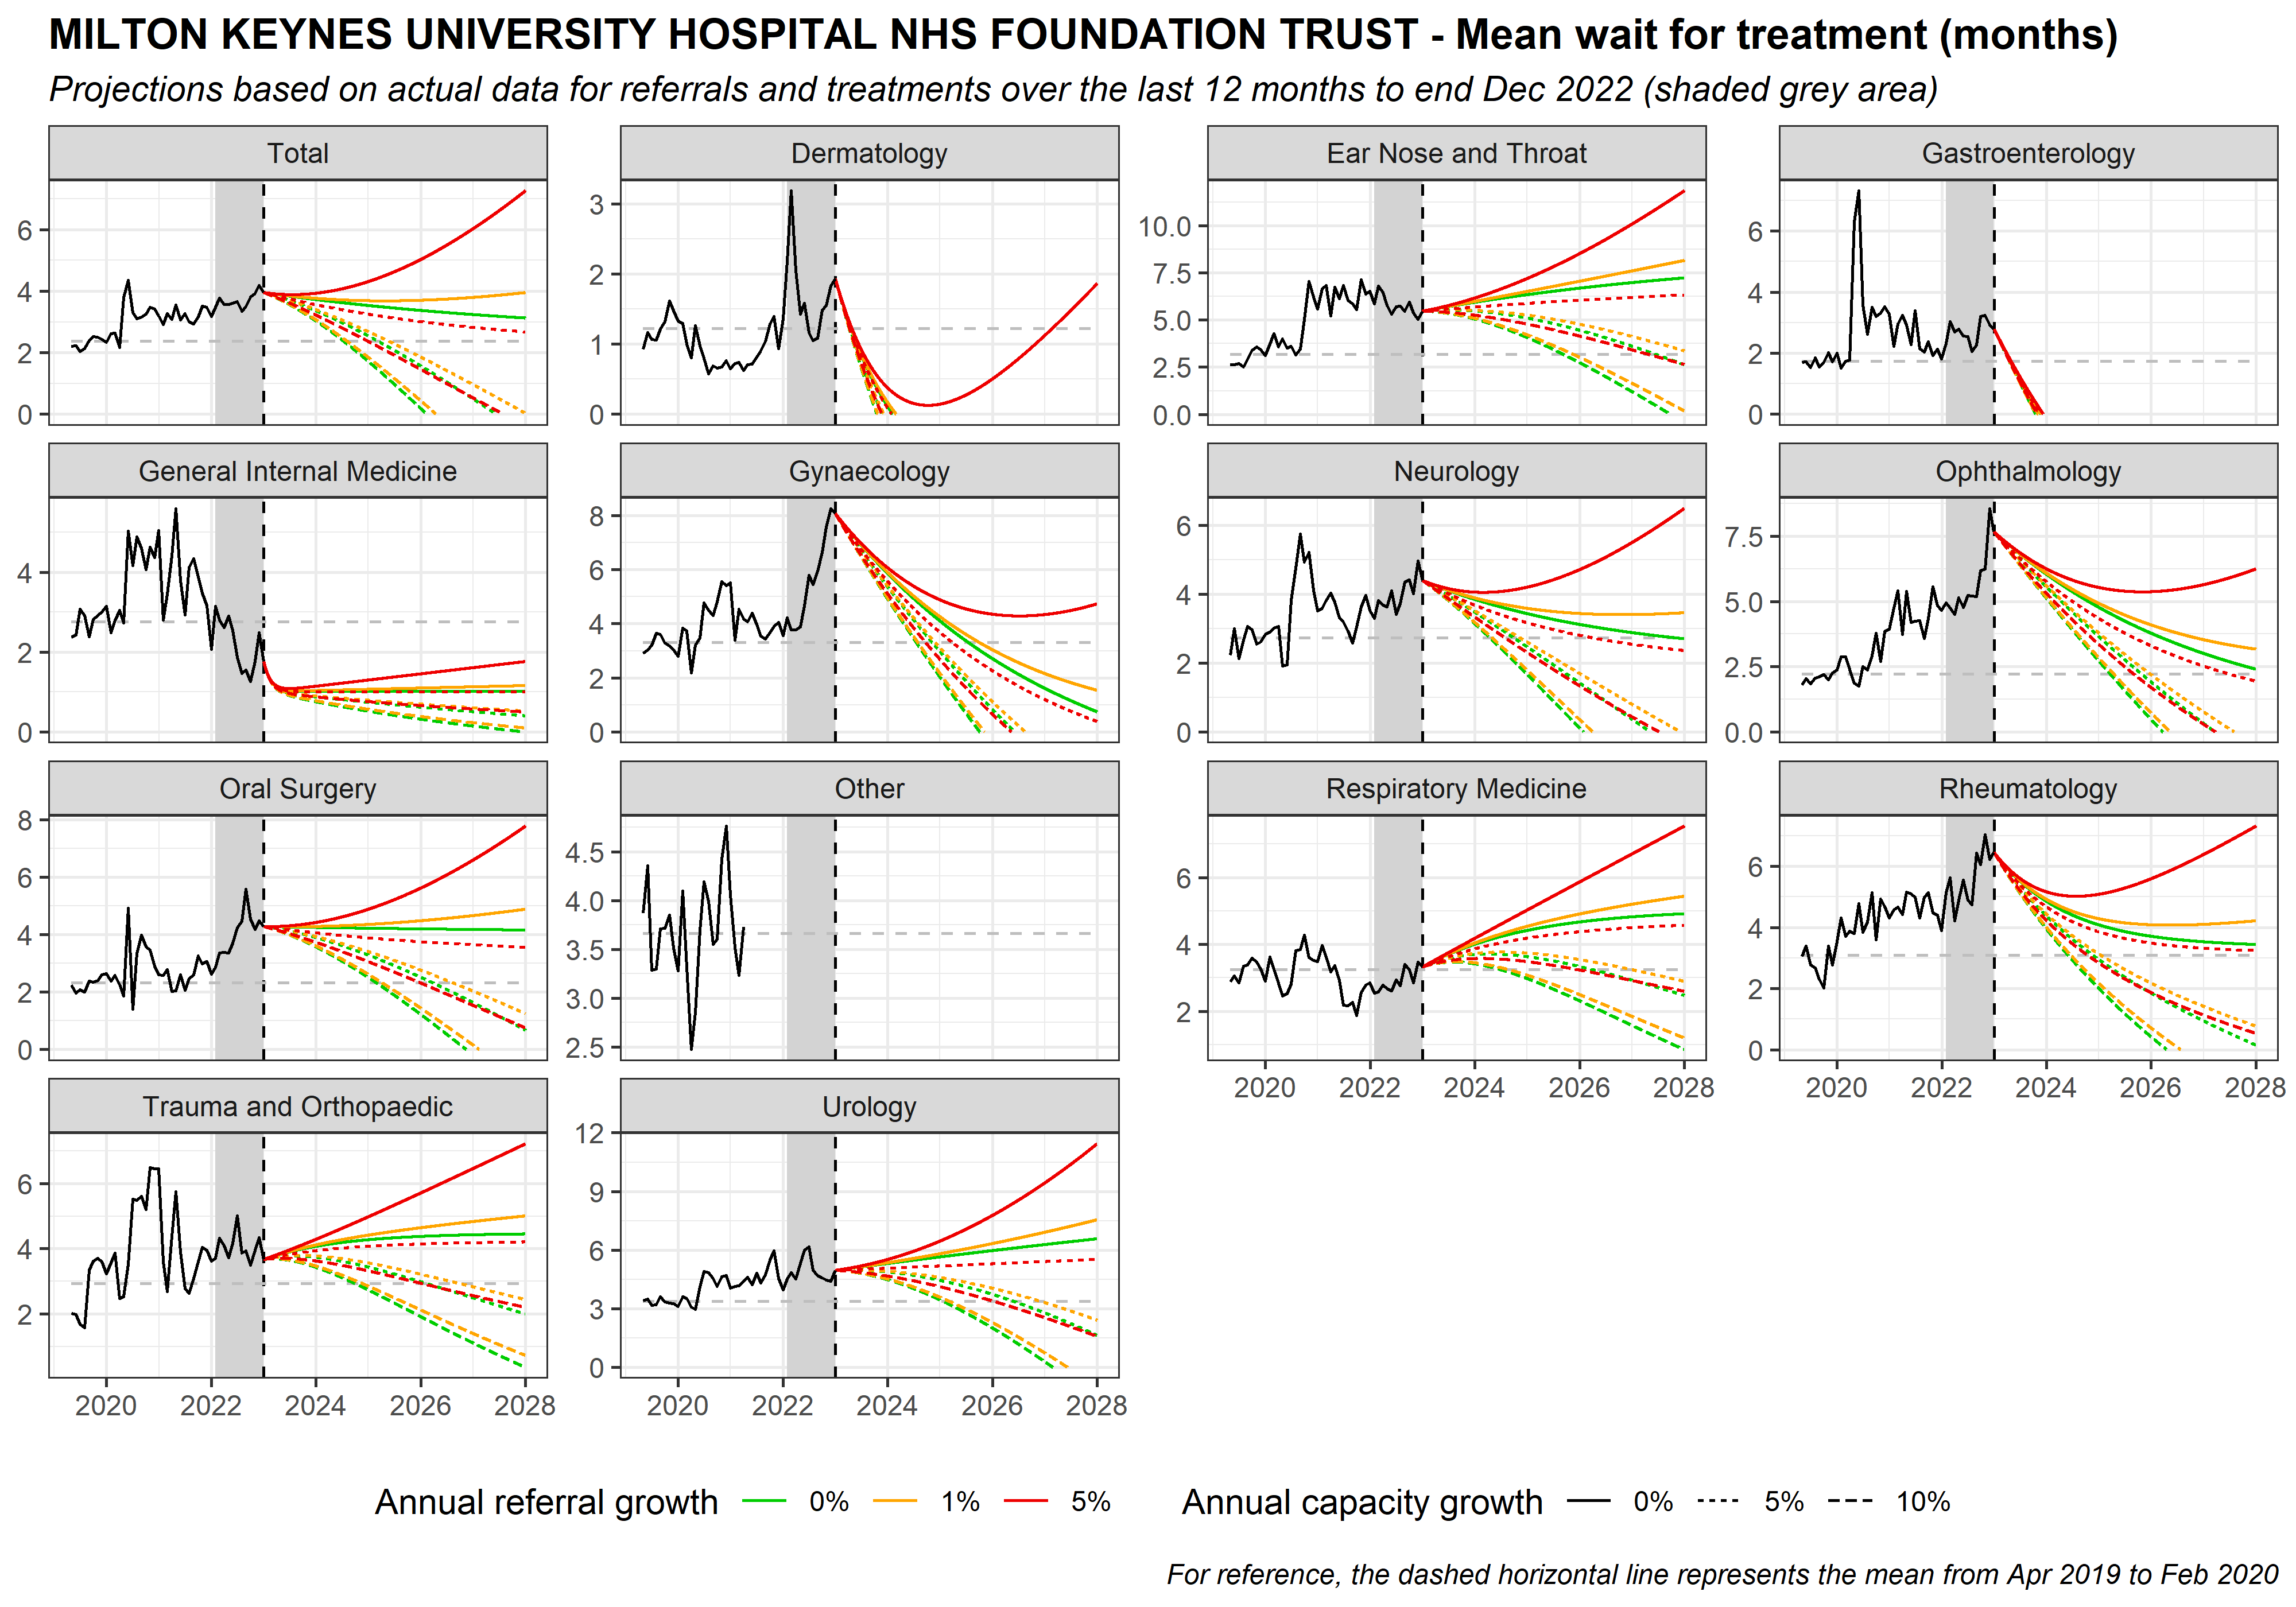 MILTON KEYNES UNIVERSITY HOSPITAL NHS FOUNDATION TRUST - Mean wait for treatment (months)
Projections based on actual data for referrals and treatments over the last 12 months to end Dec 2022 (shaded grey area)
Total
6
4
2
0
Dermatology
3
2
1
0
Ear Nose and Throat
10.0
7.5
5.0
2.5
0.0
Gastroenterology
6
4
2
0
General Internal Medicine
4
2
0
Gynaecology
8
6
4
2
0
Neurology
6
4
2
0
Ophthalmology
7.5
5.0
2.5
0.0
Oral Surgery
8
6
4
2
0
Other
4.5
4.0
3.5
3.0
2.5
Respiratory Medicine
6
4
2
2020 2022 2024 2026 2028
Rheumatology
6
4
2
0
2020 2022 2024 2026 2028
Trauma and Orthopaedic
6
4
2
2020 2022 2024 2026 2028
Urology
12
9
6
3
0
2020 2022 2024 2026 2028
Annual referral growth 0% 1% 5%
Annual capacity growth 0% 5% 10%
For reference, the dashed horizontal line represents the mean from Apr 2019 to Feb 2020